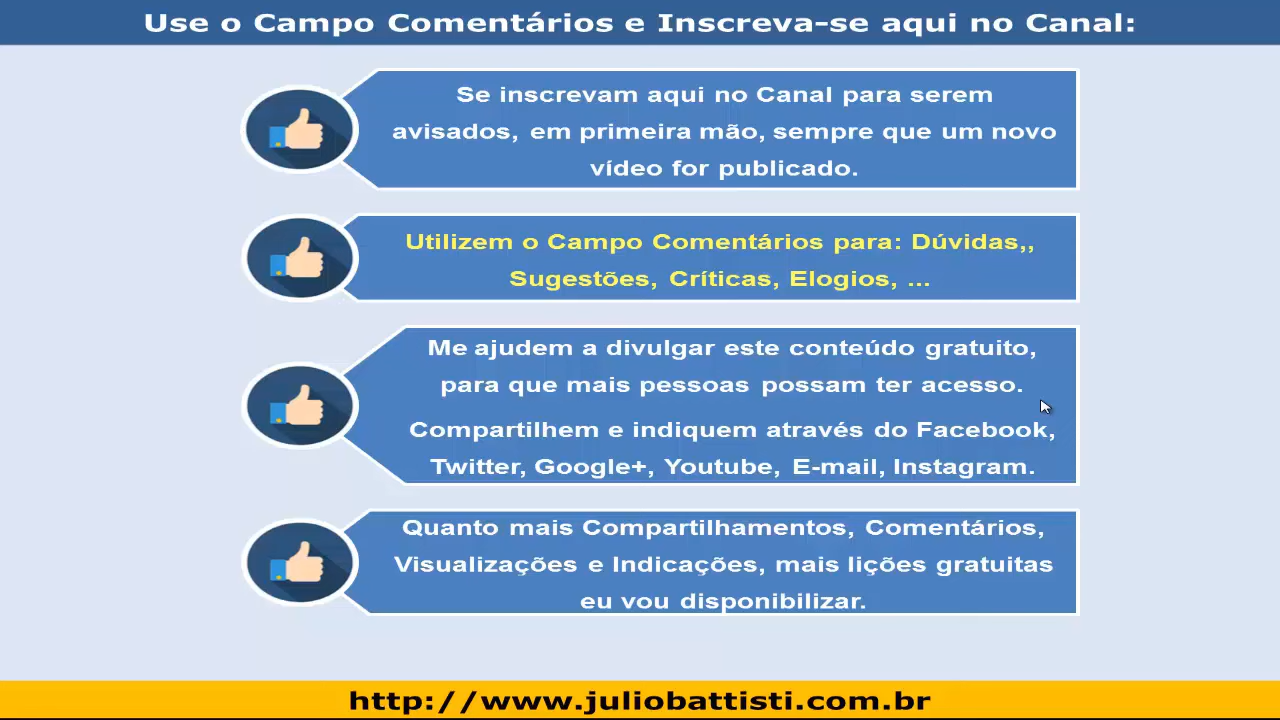 Use o Campo Comentários e Inscreva-se aqui no Canal:
Se inscrevam aqui no Canal para serem
avisados, em primeira mão, sempre que um novo
vídeo for publicado.
Utilizem o Campo Comentários para: Dúvidas,,
Sugestões, Críticas, Elogios, ...
Me ajudem a divulgar este conteúdo gratuito,
para que mais pessoas possam ter acesso.
Compartilhem e indiquem através do Facebook,
Twitter, Google+, Youtube, E-mail, Instagram.
Quanto mais Compartilhamentos, Comentários,
Visualizações e Indicações, mais lições gratuitas
eu vou disponibilizar.
http://www.juliobattisti.com.br